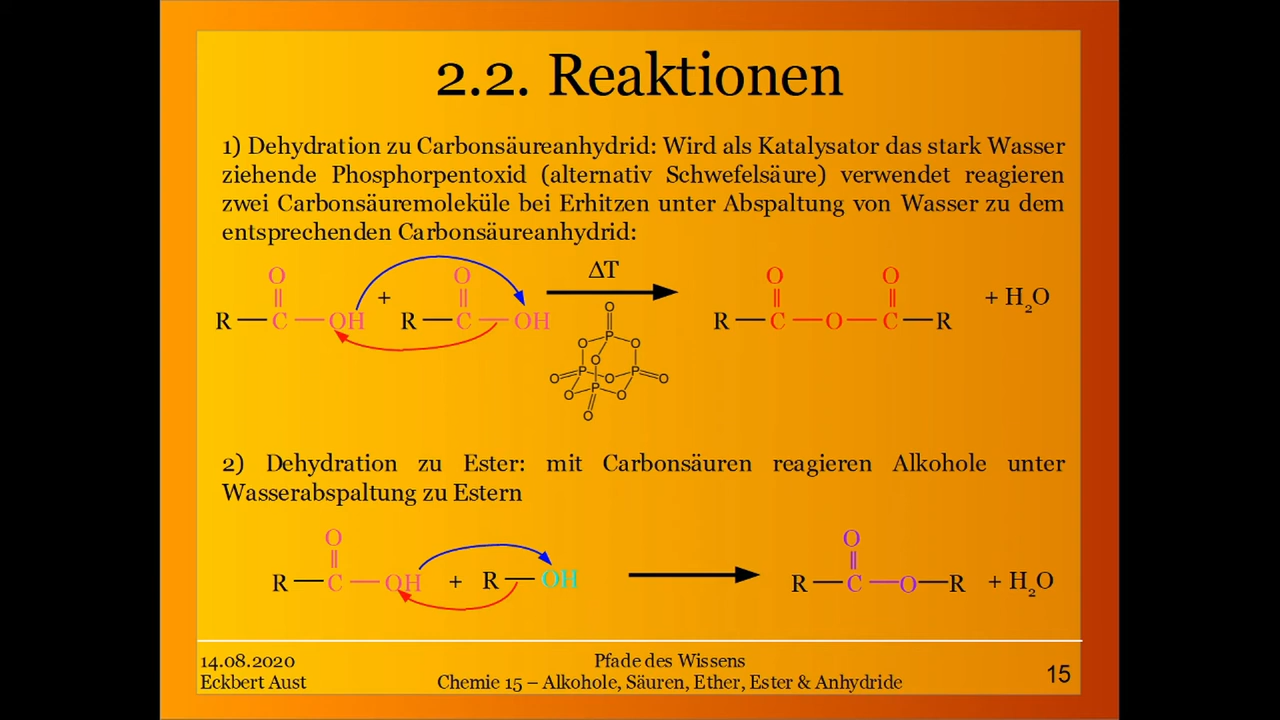 2.2. Reaktionen
1) Dehydration zu Carbonsäureanhydrid: Wird als Katalysator das stark Wasser
ziehende Phosphorpentoxid (alternativ Schwefelsäure) verwendet reagieren
zwei Carbonsäuremoleküle bei Erhitzen unter Abspaltung von Wasser zu dem
entsprechenden Carbonsäureanhydrid:
O O ΔT O O
+ + H₂O
R C OH R C OH R C O C R
O
P
O O
O
O P O P O
P
O O
O
2) Dehydration zu Ester: mit Carbonsäuren reagieren Alkohole unter
Wasserabspaltung zu Estern
O O
R C OH + R OH R C O R + H₂O
14.08.2020 Pfade des Wissens
Eckbert Aust Chemie 15 – Alkohole, Säuren, Ether, Ester & Anhydride 15